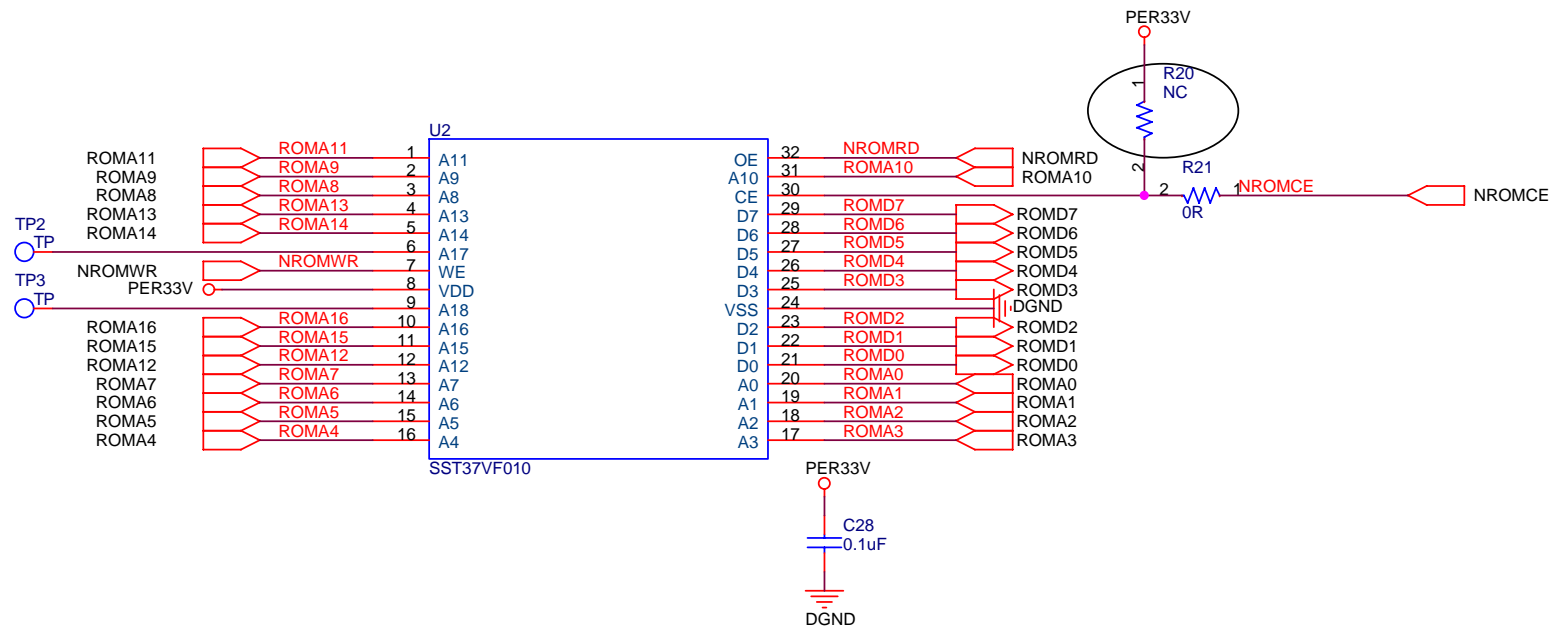 PER33V
R20
NC
1
2
R21
2 1 NROMCE
0R
NROMCE
U2
ROMA11 ROMA11 1 A11 OE 32 NROMRD NROMRD
ROMA9 ROMA9 2 A9 A10 31 ROMA10 ROMA10
ROMA8 ROMA8 3 A8 CE 30
ROMA13 ROMA13 4 A13 D7 29 ROMD7 ROMD7
ROMA14 ROMA14 5 A14 D6 28 ROMD6 ROMD6
TP2 TP 6 A17 D5 27 ROMD5 ROMD5
NROMWR NROMWR 7 WE D4 26 ROMD4 ROMD4
PER33V 8 VDD D3 25 ROMD3 ROMD3
TP3 TP 9 A18 VSS 24 DGND
ROMA16 ROMA16 10 A16 D2 23 ROMD2 ROMD2
ROMA15 ROMA15 11 A15 D1 22 ROMD1 ROMD1
ROMA12 ROMA12 12 A12 D0 21 ROMD0 ROMD0
ROMA7 ROMA7 13 A7 A0 20 ROMA0 ROMA0
ROMA6 ROMA6 14 A6 A1 19 ROMA1 ROMA1
ROMA5 ROMA5 15 A5 A2 18 ROMA2 ROMA2
ROMA4 ROMA4 16 A4 A3 17 ROMA3 ROMA3
SST37VF010
PER33V
C28
0.1uF
DGND